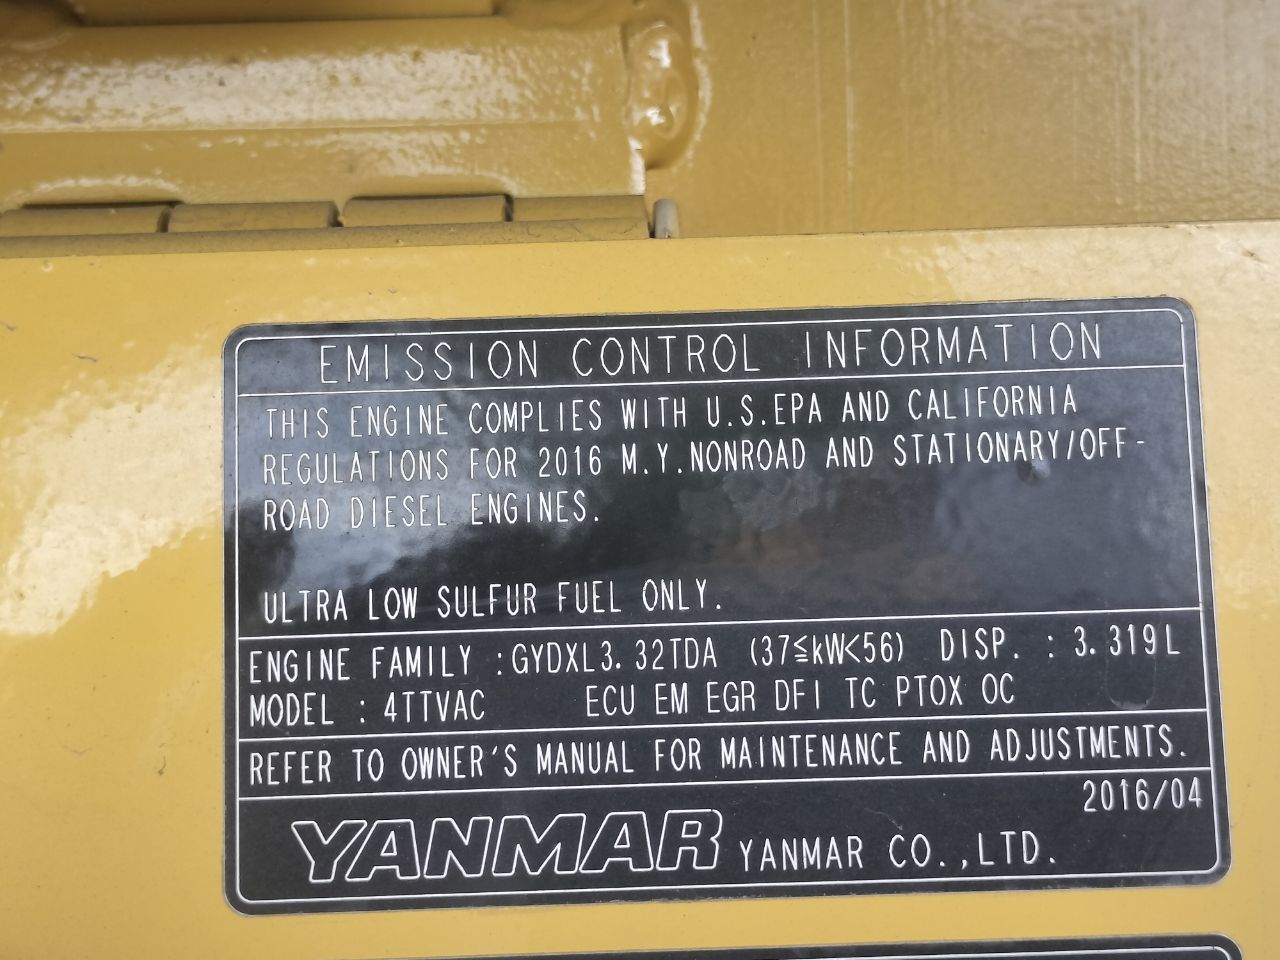 EMISSION CONTROL INFORMATION
THIS ENGINE COMPLIES WITH U.S.EPA AND CALIFORNIA
REGULATIONS FOR 2016 M.Y.NONROAD AND STATIONARY/OFF-
ROAD DIESEL ENGINES.
ULTRA LOW SULFUR FUEL ONLY.
ENGINE FAMILY :GYDXL3.32TDA (37≦kW<56) DISP. : 3.319L
MODEL : 4TTVAC ECU EM EGR DFI TC PTOX OC
REFER TO OWNER'S MANUAL FOR MAINTENANCE AND ADJUSTMENTS.
2016/04
YANMAR YANMAR CO.,LTD.